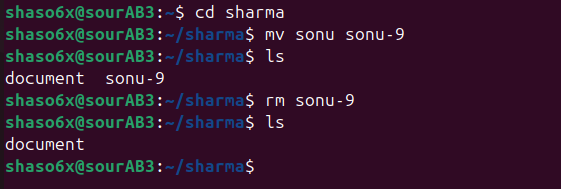 shaso6x@sourAB3:~$ cd sharma
shaso6x@sourAB3:~/sharma$ mv sonu sonu-9
shaso6x@sourAB3:~/sharma$ ls
document  sonu-9
shaso6x@sourAB3:~/sharma$ rm sonu-9
shaso6x@sourAB3:~/sharma$ ls
document
shaso6x@sourAB3:~/sharma$